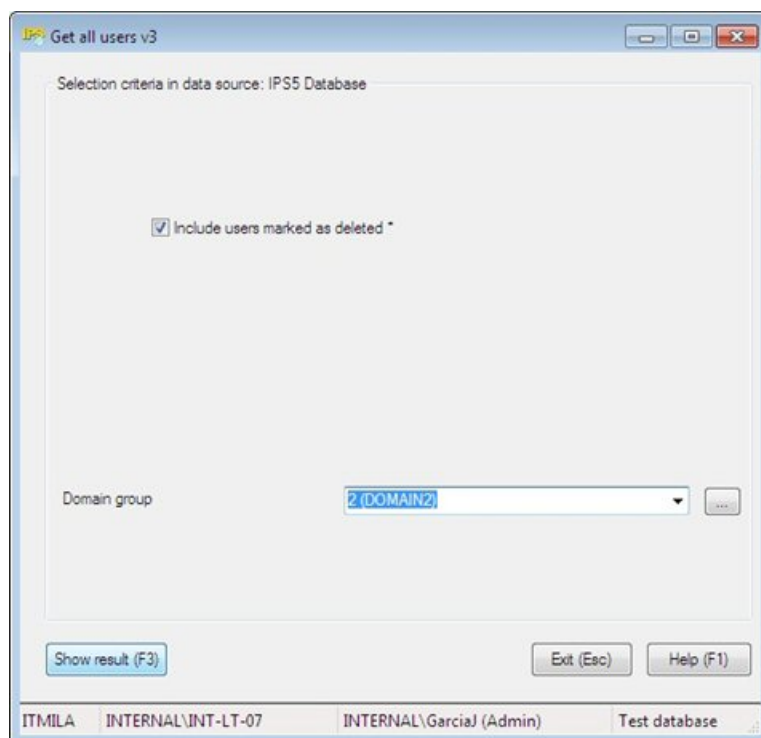 IPS Get all users v3
Selection criteria in data source: IPS5 Database
Include users marked as deleted *
Domain group 2 (DOMAIN2) ...
Show result (F3) Exit (Esc) Help (F1)
ITMILA INTERNAL\INT-LT-07 INTERNAL\GarciaJ (Admin) Test database